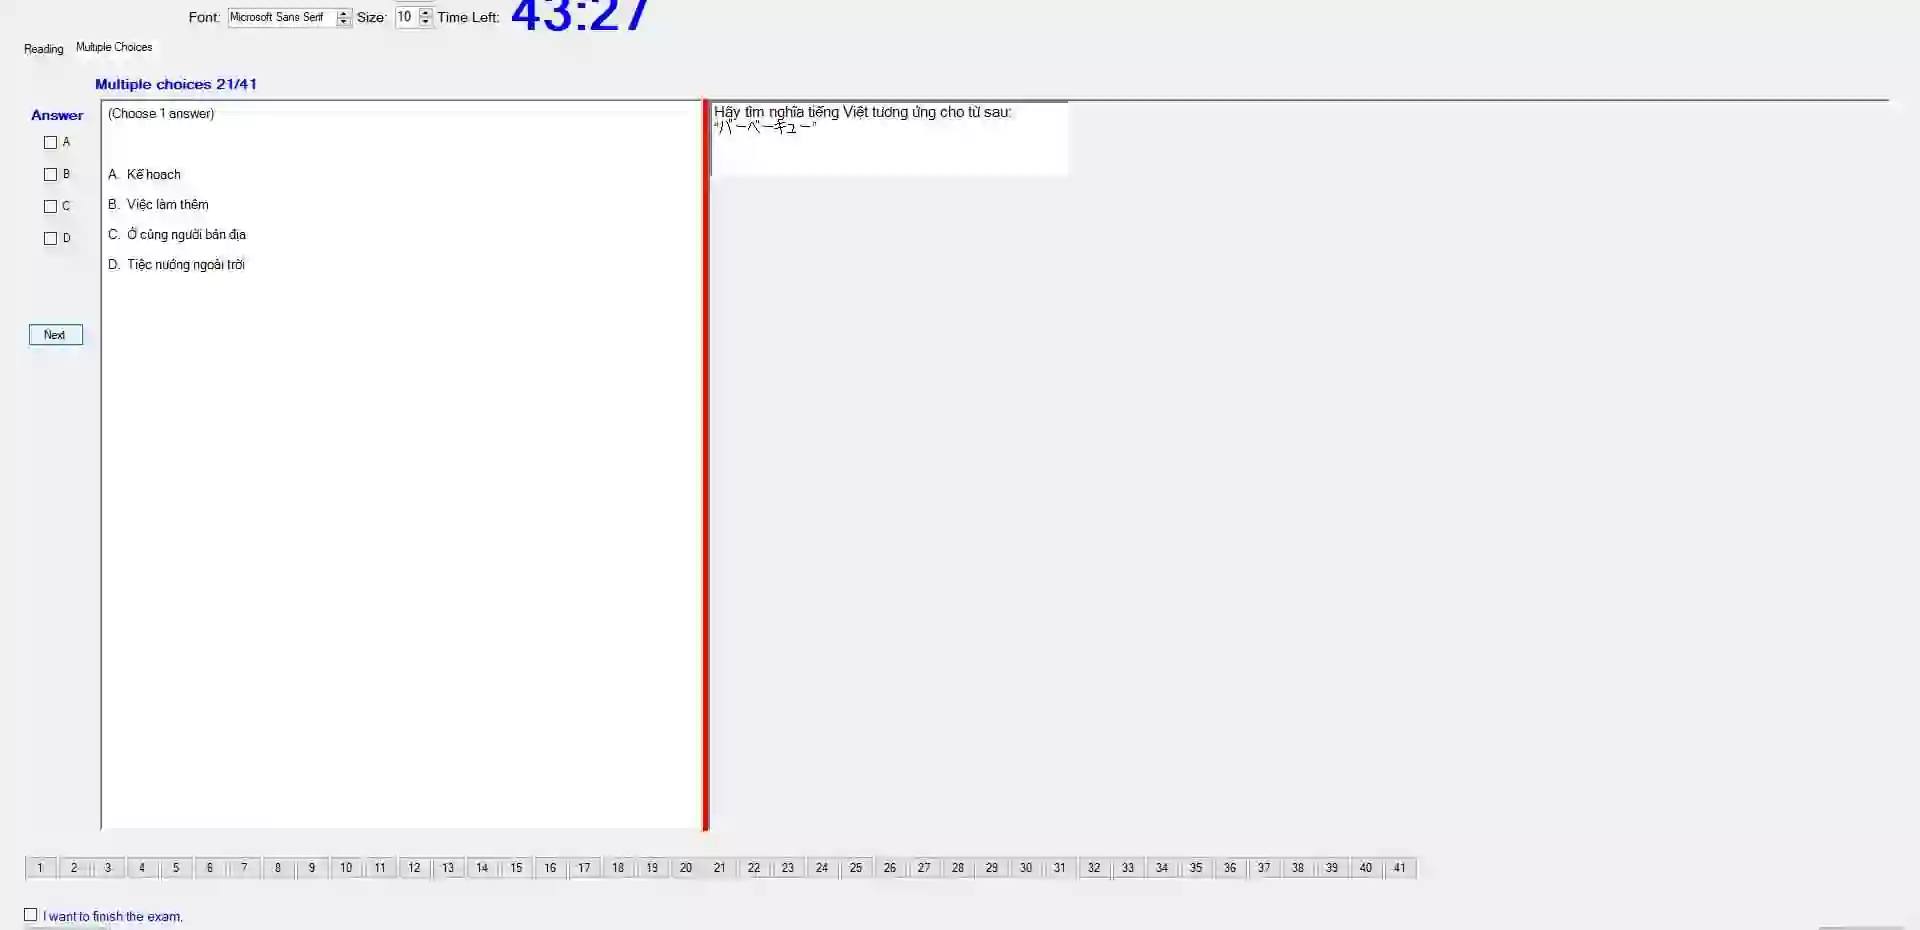 Font: Microsoft Sans Serif Size: 10 Time Left: 43:27
Reading Multiple Choices
Multiple choices 21/41
Answer
A
B
C
D
Next
(Choose 1 answer)
A. Kế hoạch
B. Việc làm thêm
C. Ở cùng người bản địa
D. Tiệc nướng ngoài trời
Hãy tìm nghĩa tiếng Việt tương ứng cho từ sau:
"バーベーキュー"
1 2 3 4 5 6 7 8 9 10 11 12 13 14 15 16 17 18 19 20 21 22 23 24 25 26 27 28 29 30 31 32 33 34 35 36 37 38 39 40 41
I want to finish the exam.